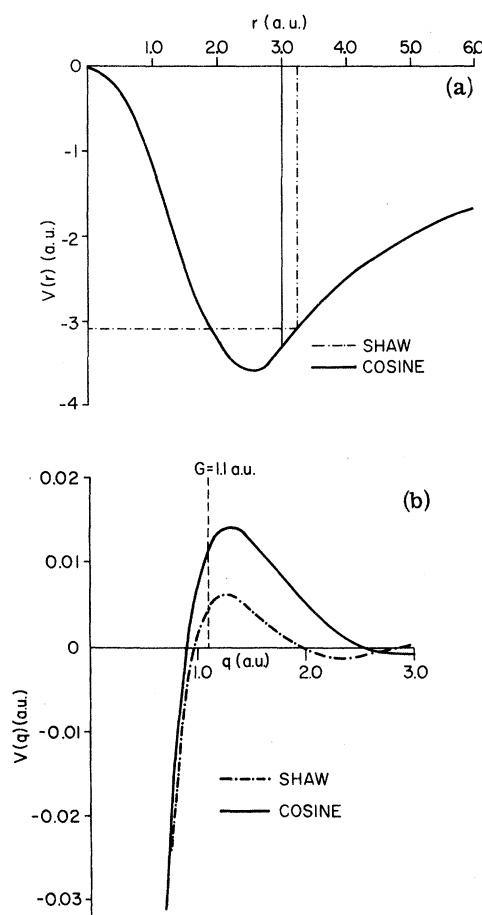 r (a.u.)
1.0 2.0 3.0 4.0 5.0 6.0
(a)
0
-1
-2
-3
-4
V(r) (a.u.)
SHAW
COSINE
G=1.1 a.u.
(b)
0.02
0.01
0
-0.01
-0.02
-0.03
1.0 2.0 3.0
q (a.u)
V(q) (a.u.)
SHAW
COSINE